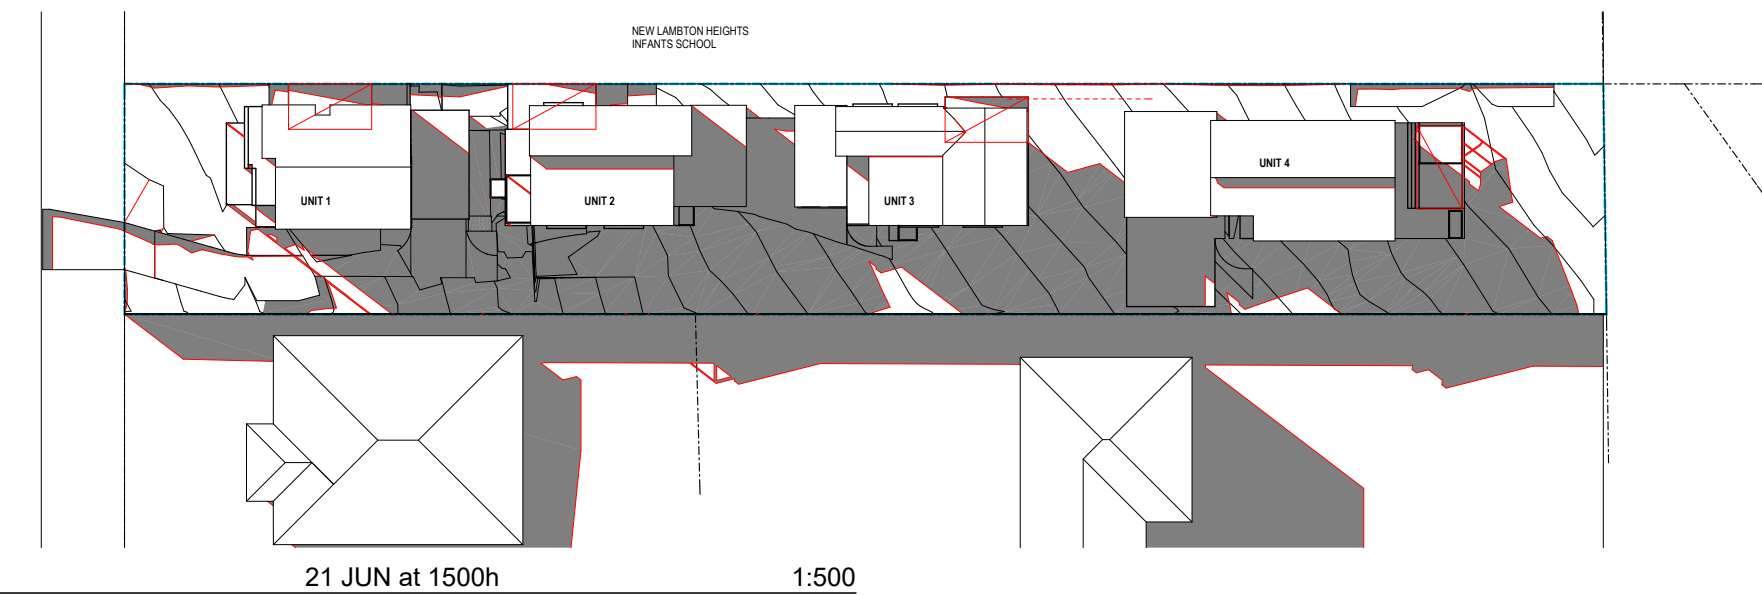 NEW LAMBTON HEIGHTS
INFANTS SCHOOL
UNIT 1
UNIT 2
UNIT 3
UNIT 4
21 JUN at 1500h
1:500